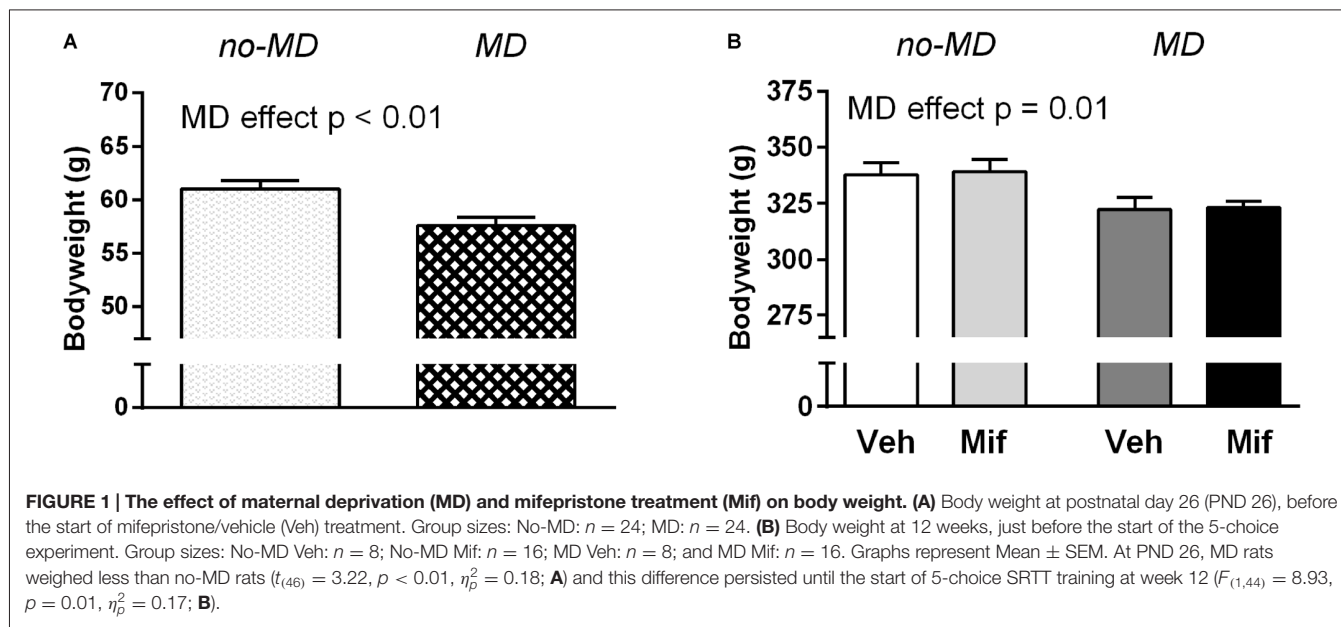 A
no-MD MD
MD effect p < 0.01
Bodyweight (g)
70
65
60
55
50
0
B
no-MD MD
MD effect p = 0.01
Bodyweight (g)
375
350
325
300
275
0
Veh Mif Veh Mif
FIGURE 1 | The effect of maternal deprivation (MD) and mifepristone treatment (Mif) on body weight. (A) Body weight at postnatal day 26 (PND 26), before
the start of mifepristone/vehicle (Veh) treatment. Group sizes: No-MD: n = 24; MD: n = 24. (B) Body weight at 12 weeks, just before the start of the 5-choice
experiment. Group sizes: No-MD Veh: n = 8; No-MD Mif: n = 16; MD Veh: n = 8; and MD Mif: n = 16. Graphs represent Mean ± SEM. At PND 26, MD rats
weighed less than no-MD rats (t(46) = 3.22, p < 0.01, η²p = 0.18; A) and this difference persisted until the start of 5-choice SRTT training at week 12 (F(1,44) = 8.93,
p = 0.01, η²p = 0.17; B).